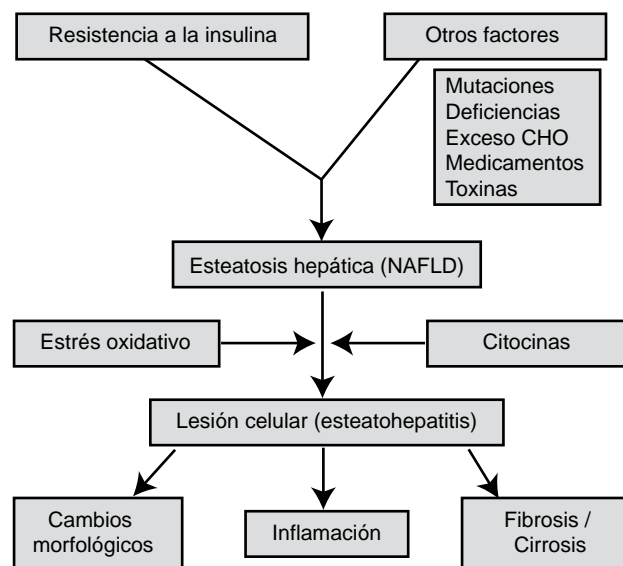 Resistencia a la insulina
Otros factores
Mutaciones
Deficiencias
Exceso CHO
Medicamentos
Toxinas
Esteatosis hepática (NAFLD)
Estrés oxidativo
Citocinas
Lesión celular (esteatohepatitis)
Cambios
morfológicos
Inflamación
Fibrosis /
Cirrosis